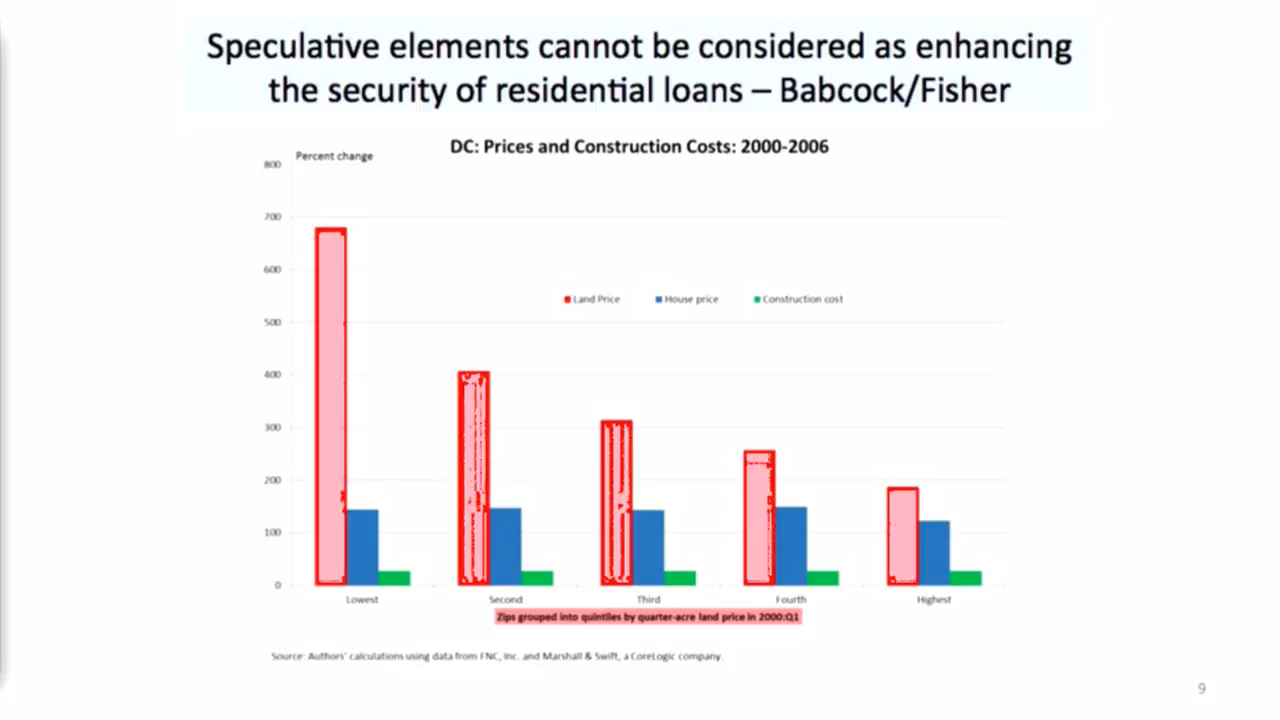 Speculative elements cannot be considered as enhancing
the security of residential loans – Babcock/Fisher
DC: Prices and Construction Costs: 2000-2006
Percent change
800
700
600
500
400
300
200
100
0
Land Price House price Construction cost
Lowest Second Third Fourth Highest
Zips grouped into quintiles by quarter-acre land price in 2000:Q1
Source: Authors' calculations using data from FNC, Inc. and Marshall & Swift, a CoreLogic company.
9